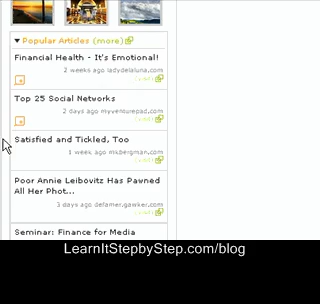 Popular Articles (more)
Financial Health - It's Emotional!
2 weeks ago ladydelaluna.com
Top 25 Social Networks
2 days ago myventurepad.com
Satisfied and Tickled, Too
1 week ago mkbergman.com
Poor Annie Leibovitz Has Pawned
All Her Phot...
3 days ago defamer.gawker.com
Seminar: Finance for Media
LearnItStepbyStep.com/blog